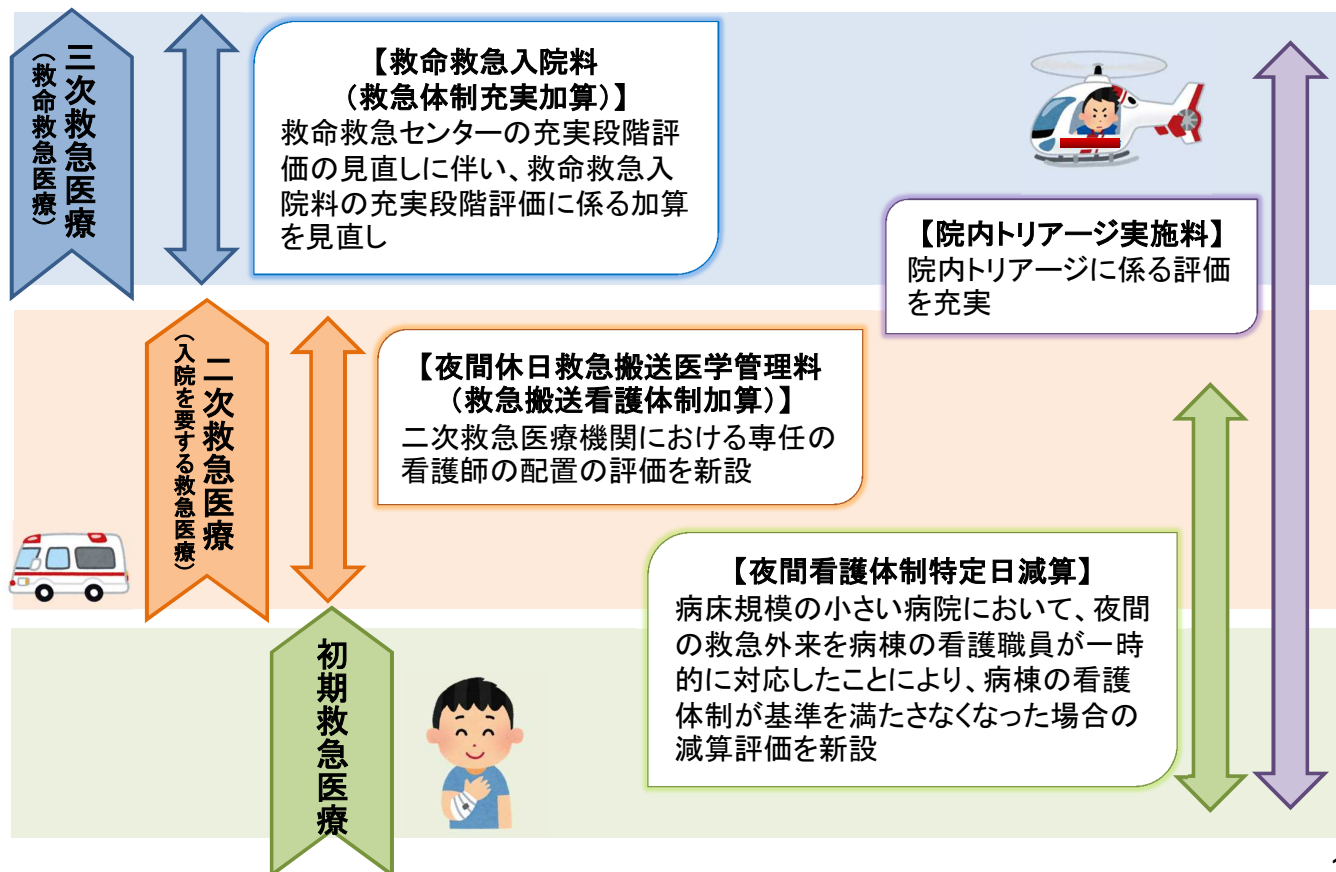 三次救急医療
（救命救急医療）
【救命救急入院料
（救急体制充実加算）】
救命救急センターの充実段階評
価の見直しに伴い、救命救急入
院料の充実段階評価に係る加算
を見直し
【院内トリアージ実施料】
院内トリアージに係る評価
を充実
二次救急医療
（入院を要する救急医療）
【夜間休日救急搬送医学管理料
（救急搬送看護体制加算）】
二次救急医療機関における専任の
看護師の配置の評価を新設
初期救急医療
【夜間看護体制特定日減算】
病床規模の小さい病院において、夜間
の救急外来を病棟の看護職員が一時
的に対応したことにより、病棟の看護
体制が基準を満たさなくなった場合の
減算評価を新設